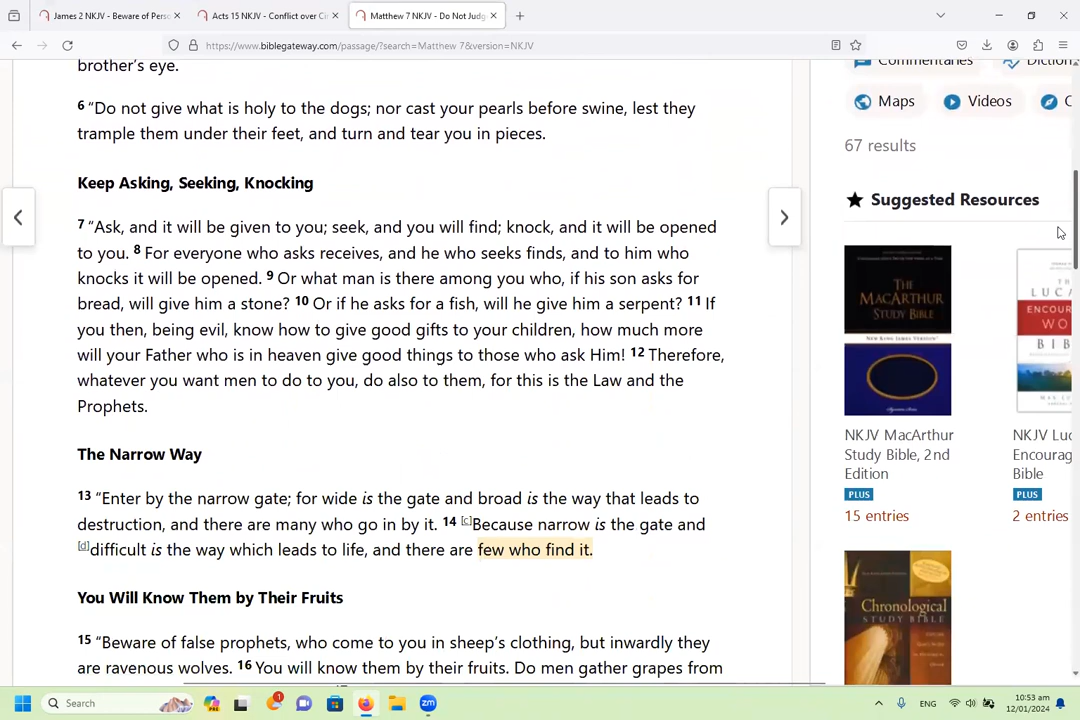 James 2 NKJV - Beware of Perso
Acts 15 NKJV - Conflict over Ci
Matthew 7 NKJV - Do Not Judg
https://www.biblegateway.com/passage/?search=Matthew 7&version=NKJV
brother's eye.
6 “Do not give what is holy to the dogs; nor cast your pearls before swine, lest they
trample them under their feet, and turn and tear you in pieces.
Keep Asking, Seeking, Knocking
7 “Ask, and it will be given to you; seek, and you will find; knock, and it will be opened
to you. 8 For everyone who asks receives, and he who seeks finds, and to him who
knocks it will be opened. 9 Or what man is there among you who, if his son asks for
bread, will give him a stone? 10 Or if he asks for a fish, will he give him a serpent? 11 If
you then, being evil, know how to give good gifts to your children, how much more
will your Father who is in heaven give good things to those who ask Him! 12 Therefore,
whatever you want men to do to you, do also to them, for this is the Law and the
Prophets.
The Narrow Way
13 “Enter by the narrow gate; for wide is the gate and broad is the way that leads to
destruction, and there are many who go in by it. 14 [c]Because narrow is the gate and
[d]difficult is the way which leads to life, and there are few who find it.
You Will Know Them by Their Fruits
15 “Beware of false prophets, who come to you in sheep's clothing, but inwardly they
are ravenous wolves. 16 You will know them by their fruits. Do men gather grapes from
Commentaries
Diction
Maps
Videos
C
67 results
Suggested Resources
THE
MACARTHUR
STUDY BIBLE
NEW KING JAMES VERSION
TH
LUCA
ENCOUR
WO
BIB
NKJV MacArthur
Study Bible, 2nd
Edition
PLUS
15 entries
NKJV Luc
Encourag
Bible
PLUS
2 entries
Chronological
STUDY BIBLE
Search
PRE
1
zm
ENG
10:53 am
12/01/2024